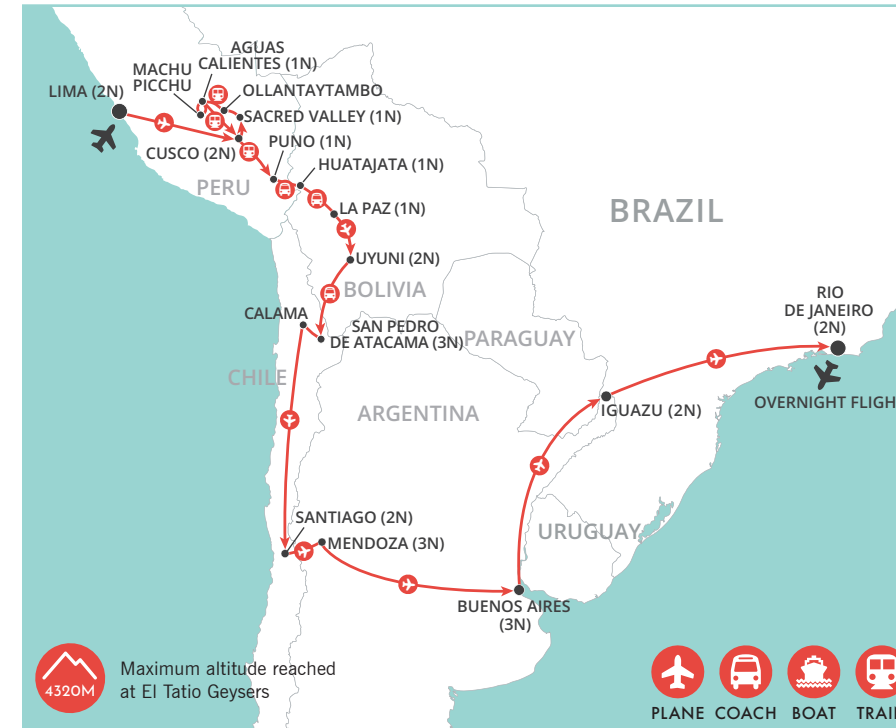 AGUAS
CALIENTES (1N)
MACHU
PICCHU
OLLANTAYTAMBO
LIMA (2N)
SACRED VALLEY (1N)
CUSCO (2N)
PUNO (1N)
HUATAJATA (1N)
PERU
LA PAZ (1N)
BRAZIL
UYUNI (2N)
BOLIVIA
RIO
DE JANEIRO
(2N)
CALAMA
SAN PEDRO
DE ATACAMA (3N)
PARAGUAY
CHILE
ARGENTINA
IGUAZU (2N)
OVERNIGHT FLIGH
SANTIAGO (2N)
MENDOZA (3N)
URUGUAY
BUENOS AIRES
(3N)
4320M
Maximum altitude reached
at El Tatio Geysers
PLANE COACH BOAT TRAIN